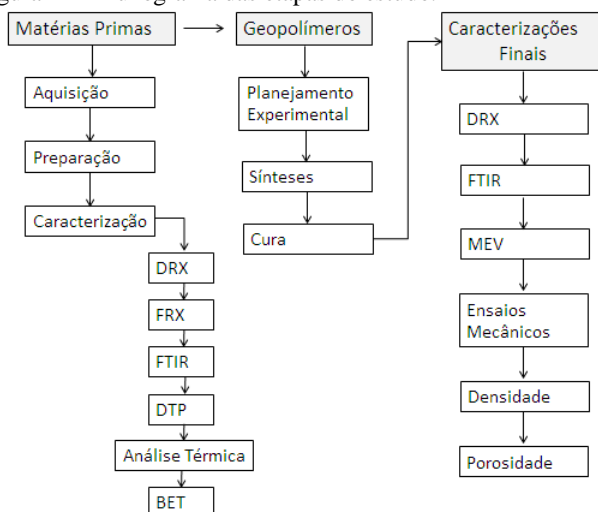 Matérias Primas
Aquisição
Preparação
Caracterização
DRX
FRX
FTIR
DTP
Análise Térmica
BET
Geopolímeros
Planejamento
Experimental
Sínteses
Cura
Caracterizações
Finais
DRX
FTIR
MEV
Ensaios
Mecânicos
Densidade
Porosidade